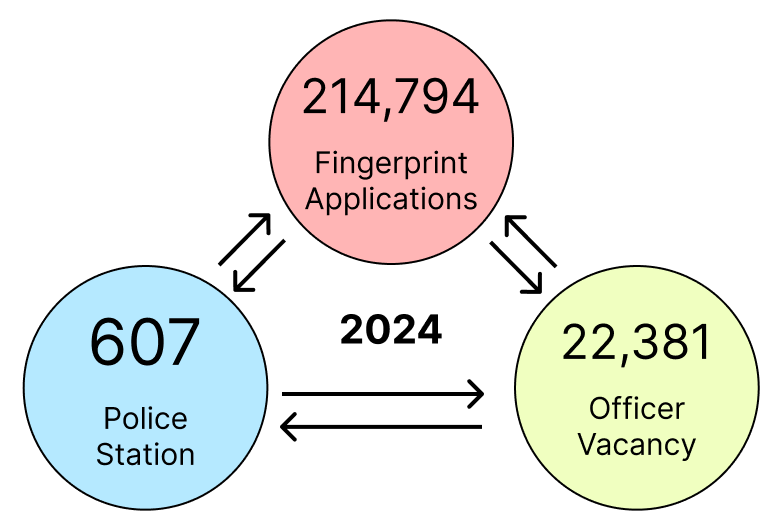 214,794
Fingerprint
Applications
2024
607
Police
Station
22,381
Officer
Vacancy